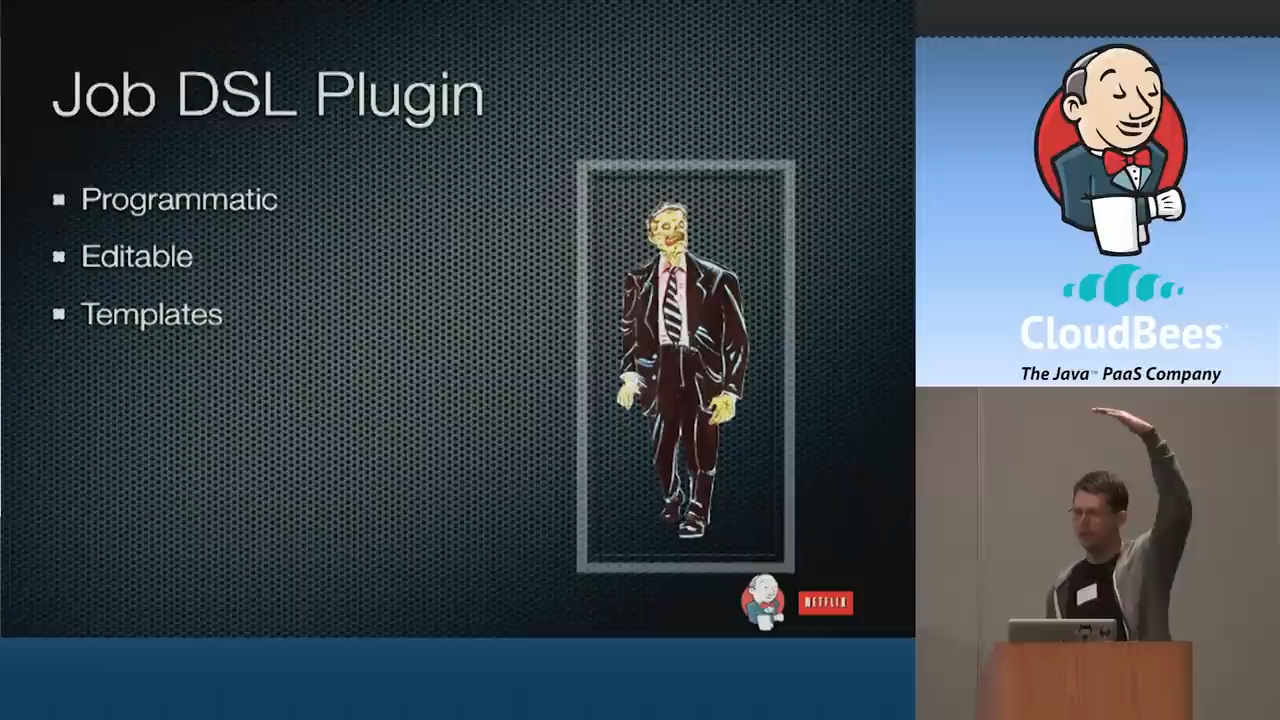 Job DSL Plugin
Programmatic
Editable
Templates
NETFLIX
CloudBees
The Java™ PaaS Company